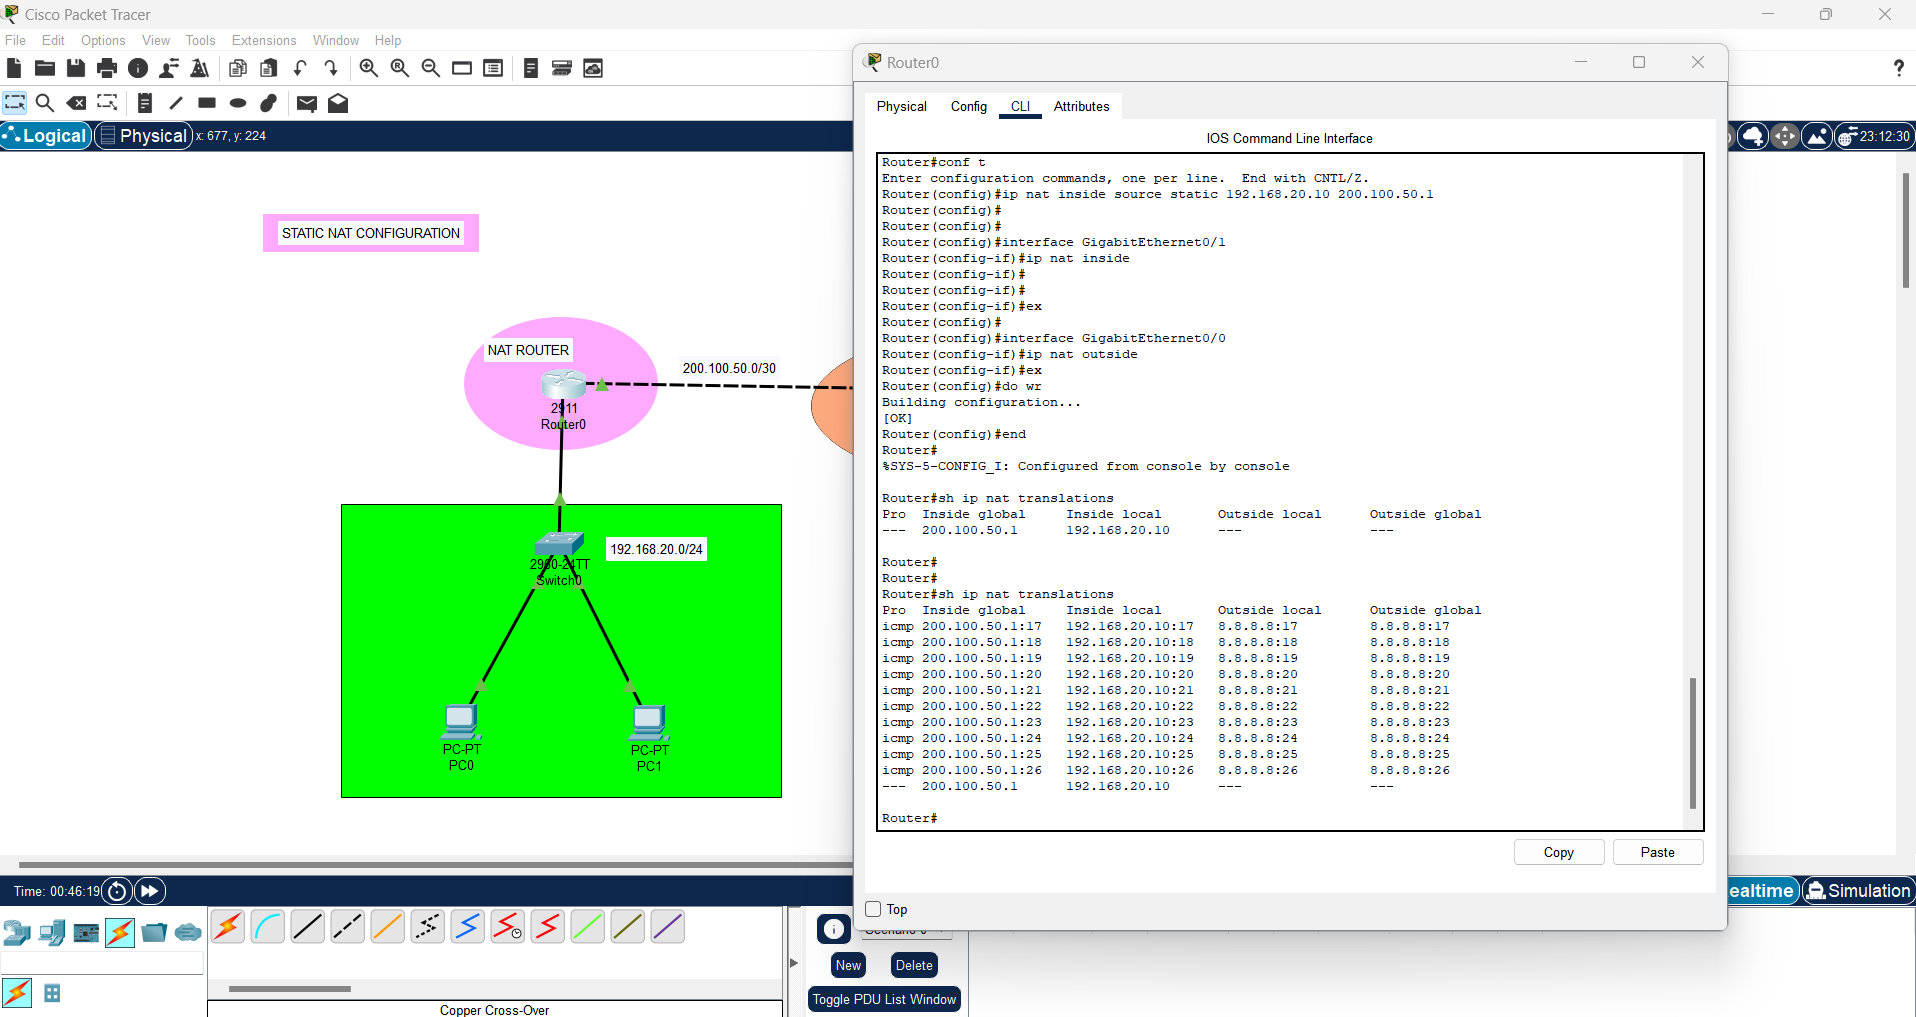 Cisco Packet Tracer
File Edit Options View Tools Extensions Window Help
Logical Physical x: 677, y: 224
23:12:30
STATIC NAT CONFIGURATION
NAT ROUTER
200.100.50.0/30
2911
Router0
192.168.20.0/24
2960-24TT
Switch0
PC-PT
PC0
PC-PT
PC1
Router0
Physical Config CLI Attributes
IOS Command Line Interface
Router#conf t
Enter configuration commands, one per line.  End with CNTL/Z.
Router(config)#ip nat inside source static 192.168.20.10 200.100.50.1
Router(config)#
Router(config)#
Router(config)#interface GigabitEthernet0/1
Router(config-if)#ip nat inside
Router(config-if)#
Router(config-if)#
Router(config-if)#ex
Router(config)#
Router(config)#interface GigabitEthernet0/0
Router(config-if)#ip nat outside
Router(config-if)#ex
Router(config)#do wr
Building configuration...
[OK]
Router(config)#end
Router#
%SYS-5-CONFIG_I: Configured from console by console
Router#sh ip nat translations
Pro  Inside global     Inside local       Outside local      Outside global
---  200.100.50.1      192.168.20.10      ---                ---
Router#
Router#
Router#sh ip nat translations
Pro  Inside global     Inside local       Outside local      Outside global
icmp 200.100.50.1:17   192.168.20.10:17   8.8.8.8:17         8.8.8.8:17
icmp 200.100.50.1:18   192.168.20.10:18   8.8.8.8:18         8.8.8.8:18
icmp 200.100.50.1:19   192.168.20.10:19   8.8.8.8:19         8.8.8.8:19
icmp 200.100.50.1:20   192.168.20.10:20   8.8.8.8:20         8.8.8.8:20
icmp 200.100.50.1:21   192.168.20.10:21   8.8.8.8:21         8.8.8.8:21
icmp 200.100.50.1:22   192.168.20.10:22   8.8.8.8:22         8.8.8.8:22
icmp 200.100.50.1:23   192.168.20.10:23   8.8.8.8:23         8.8.8.8:23
icmp 200.100.50.1:24   192.168.20.10:24   8.8.8.8:24         8.8.8.8:24
icmp 200.100.50.1:25   192.168.20.10:25   8.8.8.8:25         8.8.8.8:25
icmp 200.100.50.1:26   192.168.20.10:26   8.8.8.8:26         8.8.8.8:26
---  200.100.50.1      192.168.20.10      ---                ---
Router#
Copy Paste
Top
Time: 00:46:19
ealtime Simulation
New Delete
Toggle PDU List Window
Copper Cross-Over